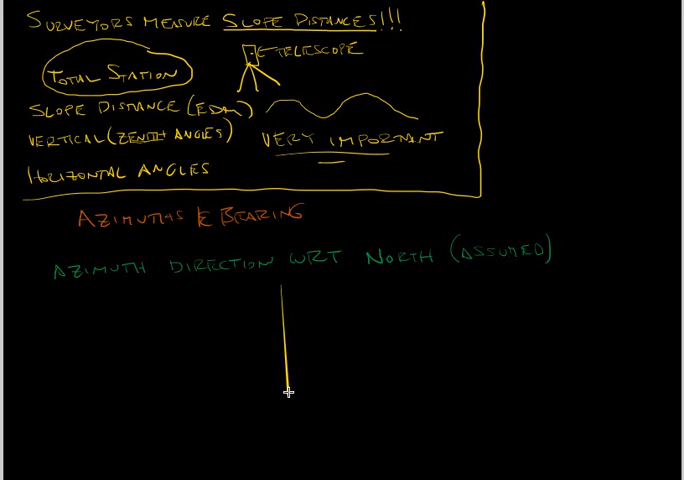 SURVEYORS MEASURE SLOPE DISTANCES!!!
TOTAL STATION
←TELESCOPE
SLOPE DISTANCE (EDM)
VERTICAL (ZENITH ANGLES)
VERY IMPORTANT
HORIZONTAL ANGLES
AZIMUTHS & BEARING
AZIMUTH DIRECTION WRT NORTH (ASSUMED)